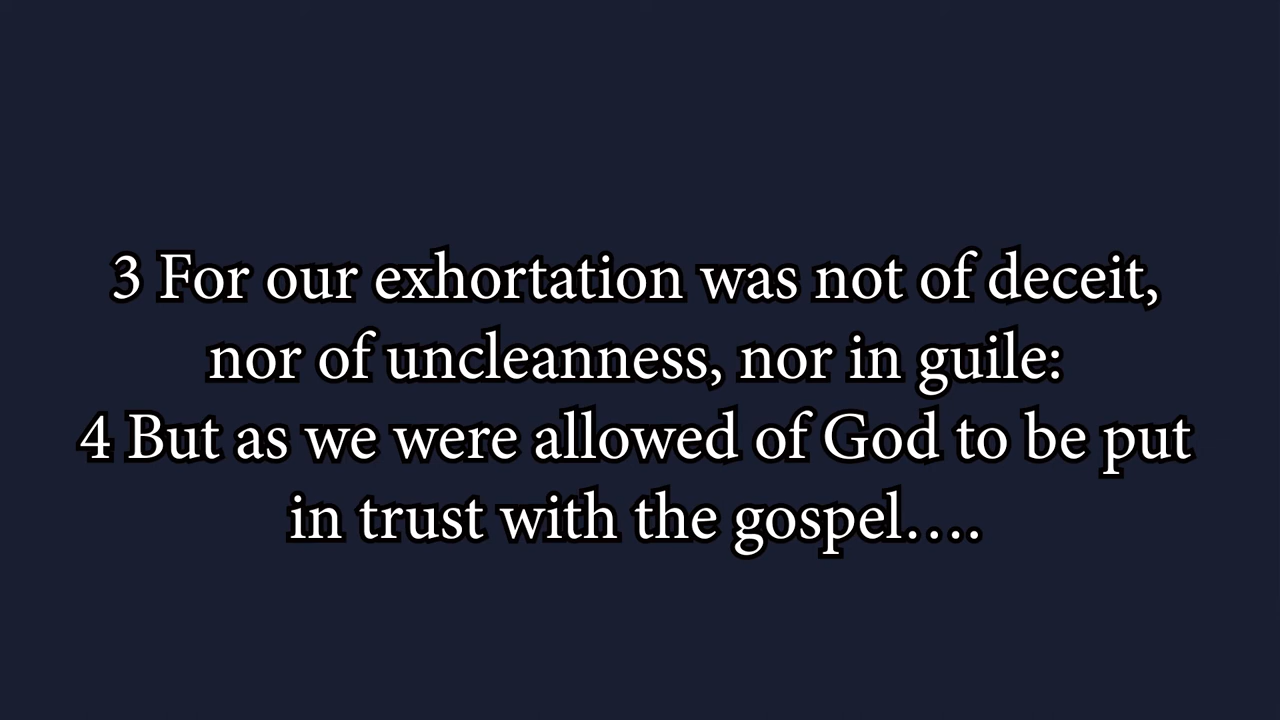 3 For our exhortation was not of deceit,
nor of uncleanness, nor in guile:
4 But as we were allowed of God to be put
in trust with the gospel….